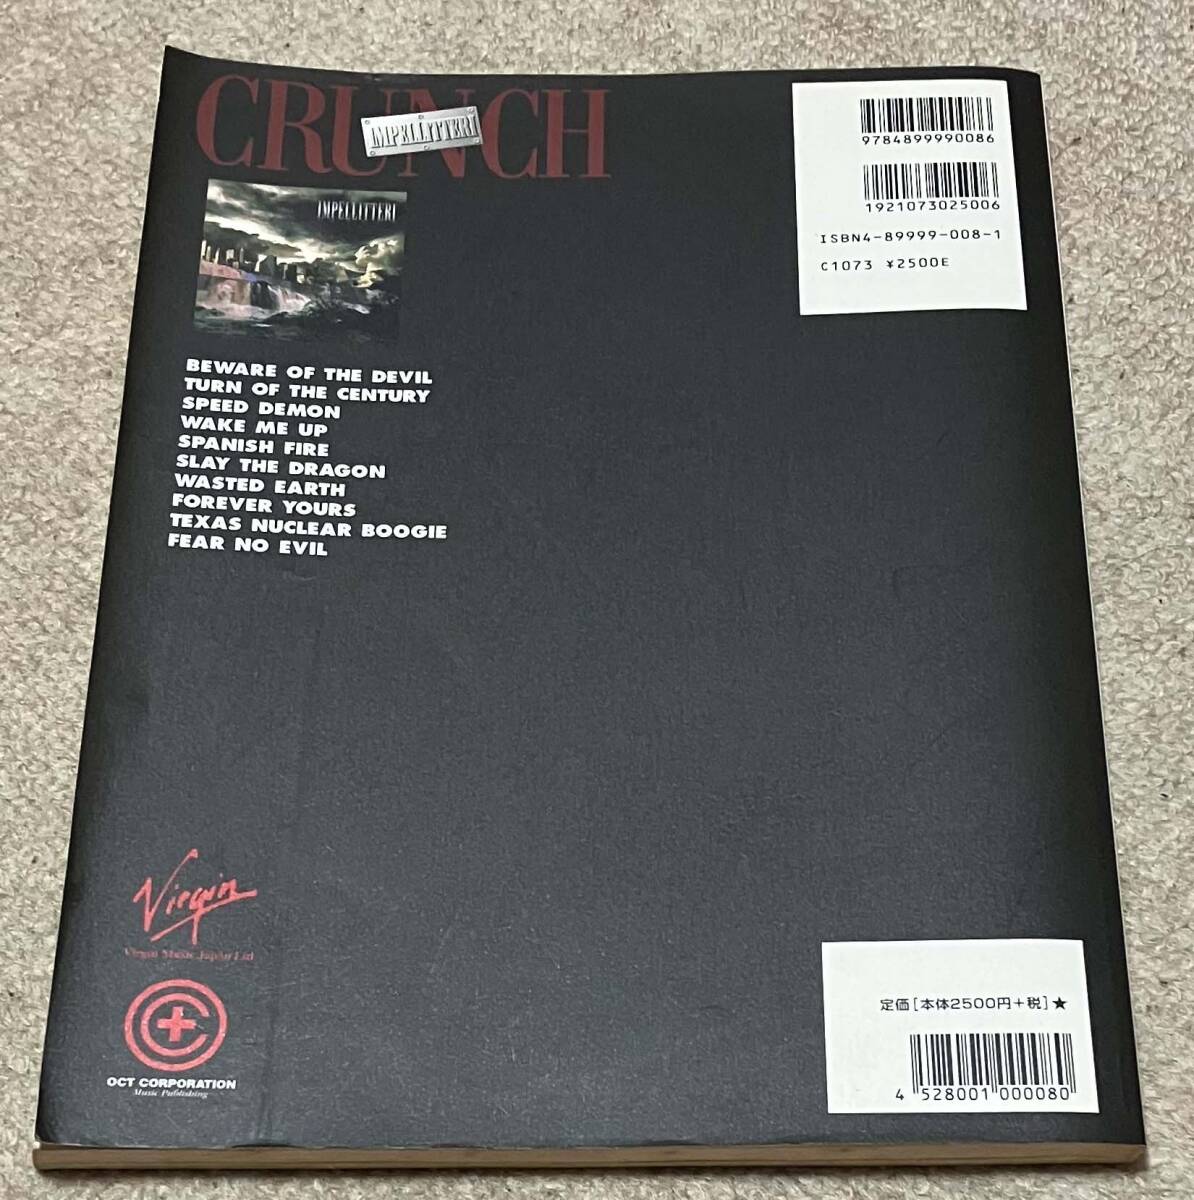 CRUNCH
IMPELLITTERI
IMPELLITTERI
BEWARE OF THE DEVIL
TURN OF THE CENTURY
SPEED DEMON
WAKE ME UP
SPANISH FIRE
SLAY THE DRAGON
WASTED EARTH
FOREVER YOURS
TEXAS NUCLEAR BOOGIE
FEAR NO EVIL
9784899990086
1921073025006
ISBN4-89999-008-1
C1073 ¥2500E
Virgin
Virgin Music Japan Ltd
OCT CORPORATION
Music Publishing
定価[本体2500円+税]★
4 528001 000080